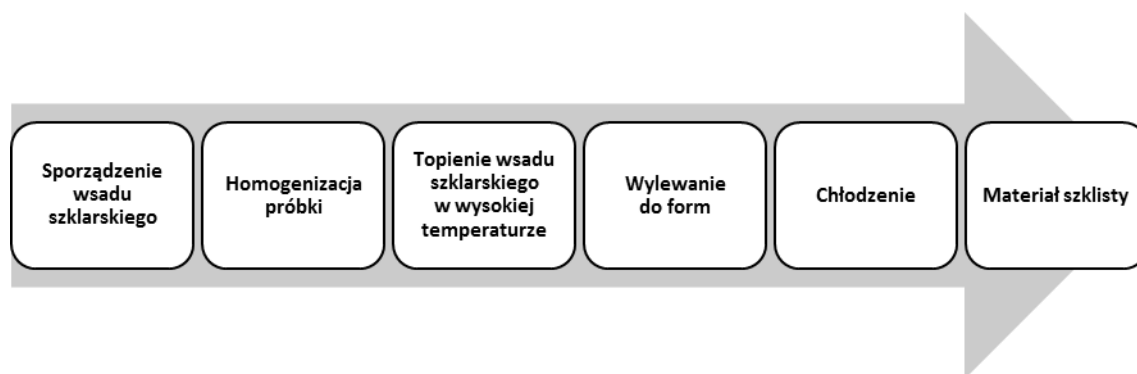 Sporządzenie
wsadu
szklarskiego
Homogenizacja
próbki
Topienie wsadu
szklarskiego
w wysokiej
temperaturze
Wylewanie
do form
Chłodzenie
Materiał szklisty